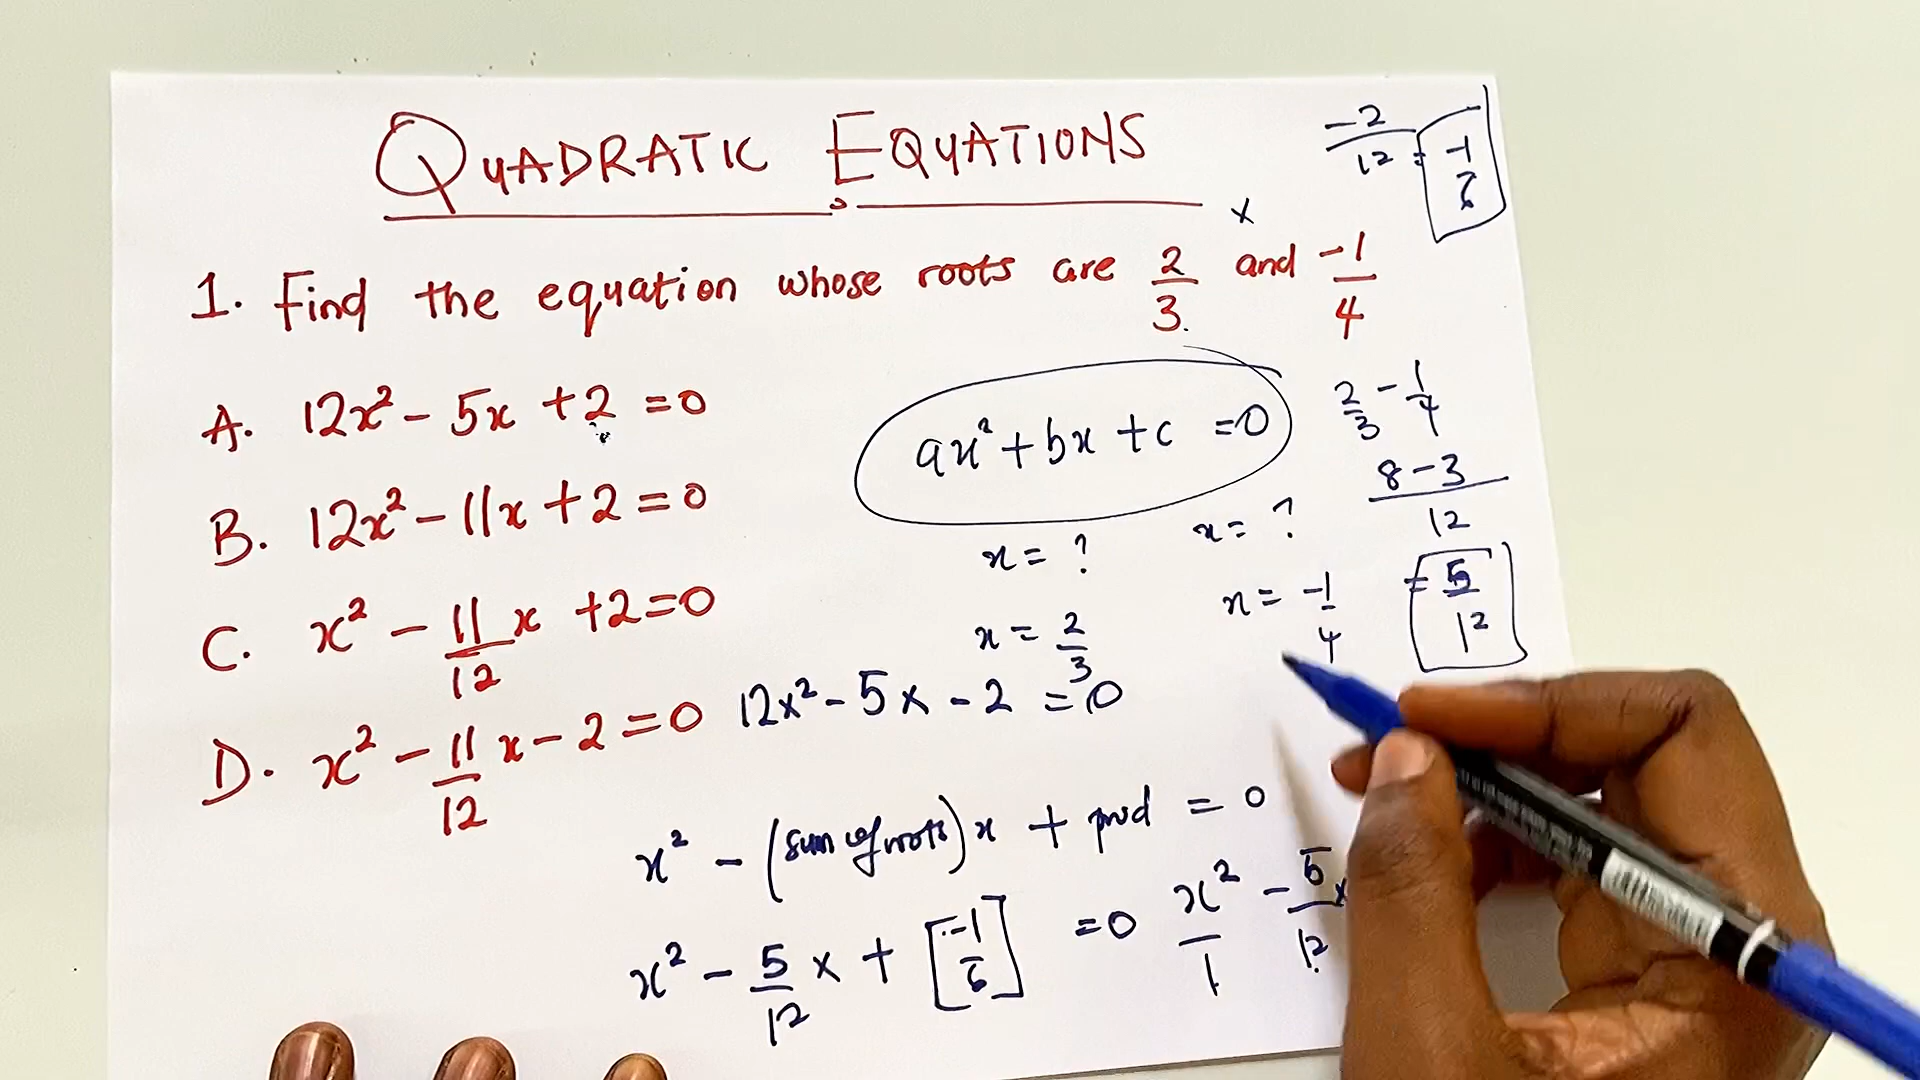 QUADRATIC EQUATIONS
-2/12 = -1/6
x
1. Find the equation whose roots are 2/3 and -1/4
A. 12x² - 5x + 2 = 0
B. 12x² - 11x + 2 = 0
C. x² - 11/12 x + 2 = 0
D. x² - 11/12 x - 2 = 0
ax² + bx + c = 0
x = ?
x = ?
x = 2/3
x = -1/4
2/3 - 1/4
8 - 3
12
= 5/12
12x² - 5x - 2 = 0
x² - (sum of roots)x + prod = 0
x² - 5/12 x + [-1/6] = 0
x²/1 - 5/12 x